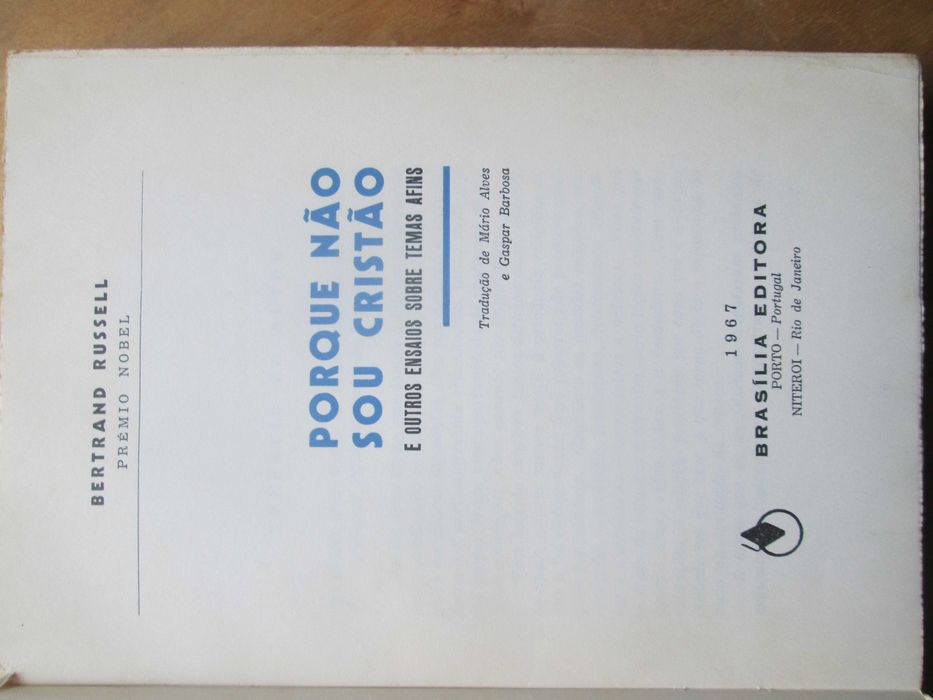 BERTRAND RUSSELL
PRÉMIO NOBEL
PORQUE NÃO
SOU CRISTÃO
E OUTROS ENSAIOS SOBRE TEMAS AFINS
Tradução de Mário Alves
e Gaspar Barbosa
1967
BRASÍLIA EDITORA
PORTO — Portugal
NITEROI — Rio de Janeiro